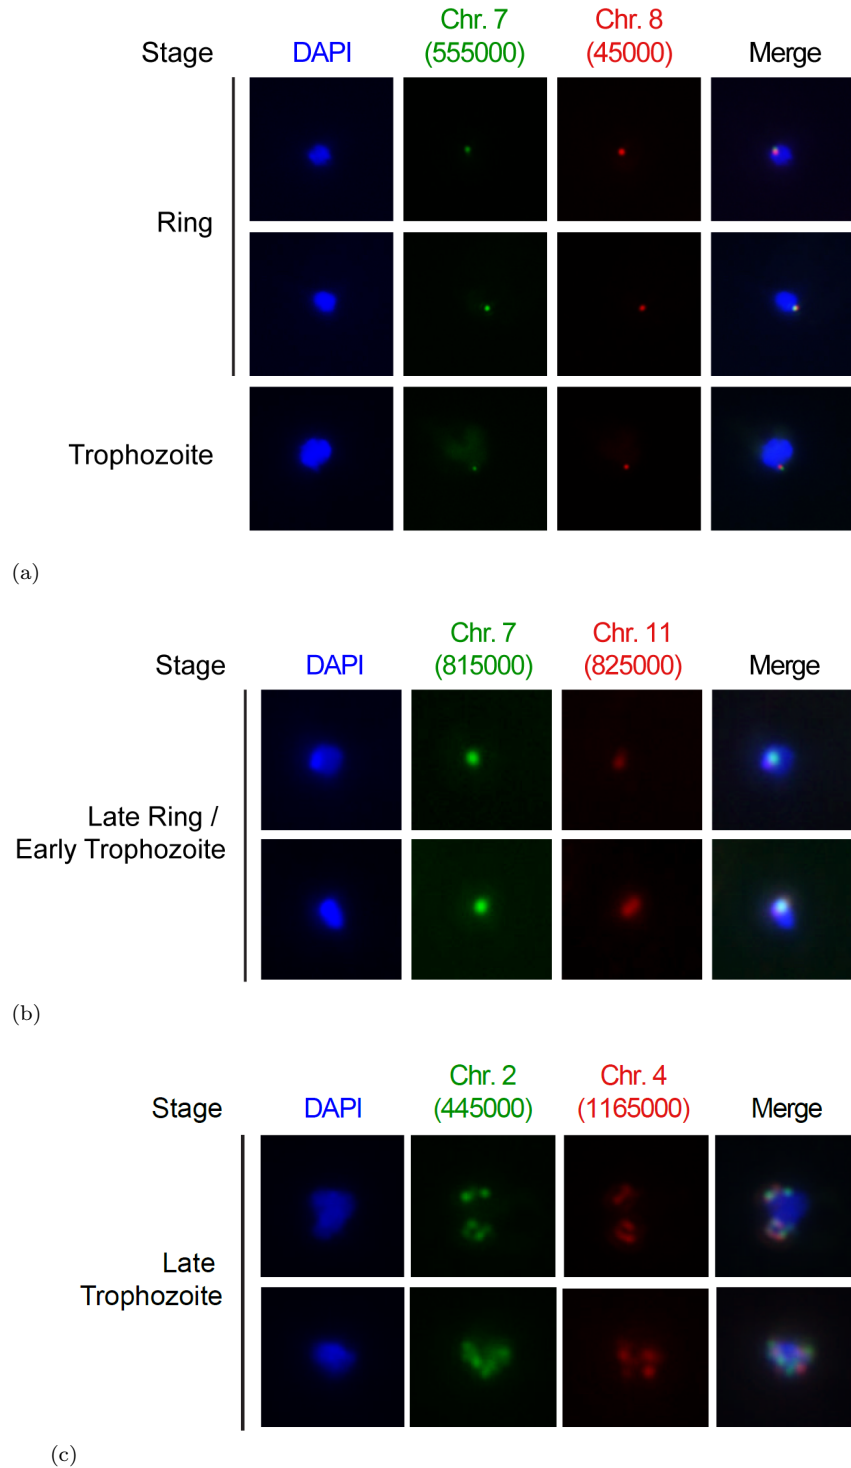 Chr. 7 Chr. 8
Stage DAPI (555000) (45000) Merge
Ring
Trophozoite
(a)
Chr. 7 Chr. 11
Stage DAPI (815000) (825000) Merge
Late Ring /
Early Trophozoite
(b)
Chr. 2 Chr. 4
Stage DAPI (445000) (1165000) Merge
Late
Trophozoite
(c)